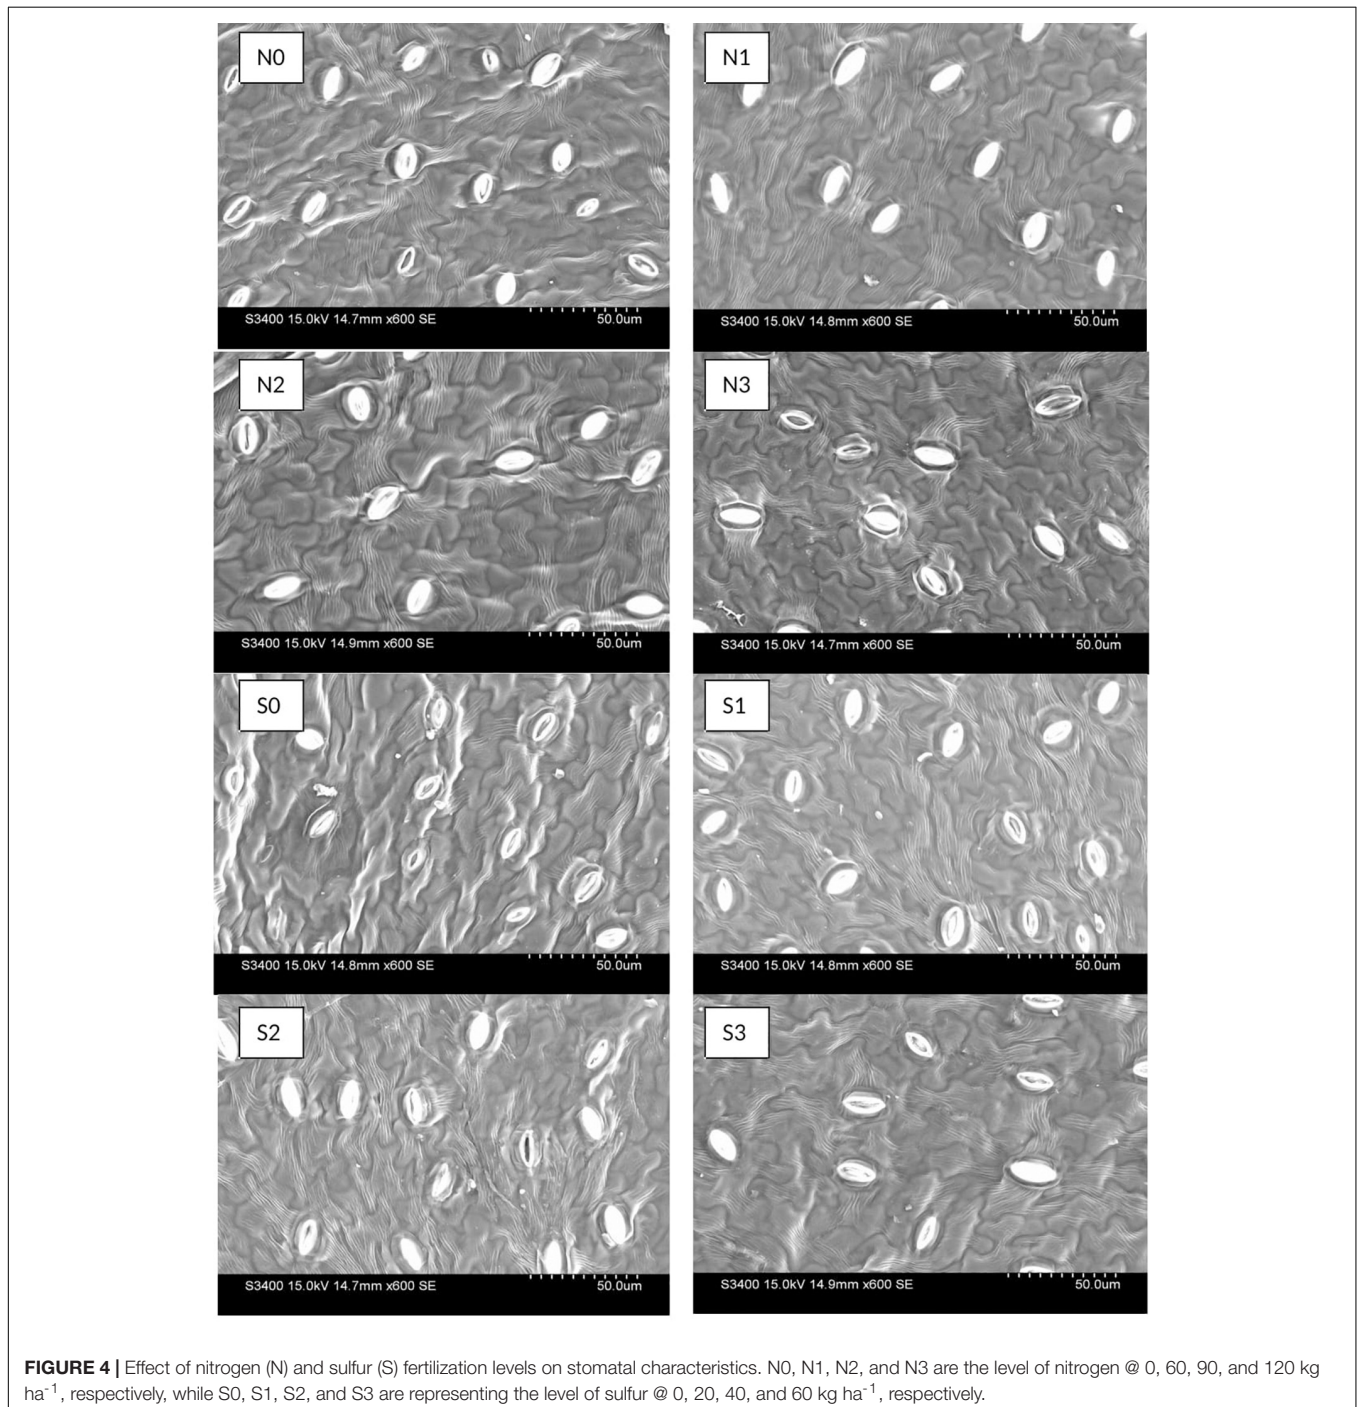 N0
N1
S3400 15.0kV 14.7mm x600 SE 50.0um
S3400 15.0kV 14.8mm x600 SE 50.0um
N2
N3
S3400 15.0kV 14.9mm x600 SE 50.0um
S3400 15.0kV 14.7mm x600 SE 50.0um
S0
S1
S3400 15.0kV 14.8mm x600 SE 50.0um
S3400 15.0kV 14.8mm x600 SE 50.0um
S2
S3
S3400 15.0kV 14.7mm x600 SE 50.0um
S3400 15.0kV 14.9mm x600 SE 50.0um
FIGURE 4 | Effect of nitrogen (N) and sulfur (S) fertilization levels on stomatal characteristics. N0, N1, N2, and N3 are the level of nitrogen @ 0, 60, 90, and 120 kg
ha⁻¹, respectively, while S0, S1, S2, and S3 are representing the level of sulfur @ 0, 20, 40, and 60 kg ha⁻¹, respectively.